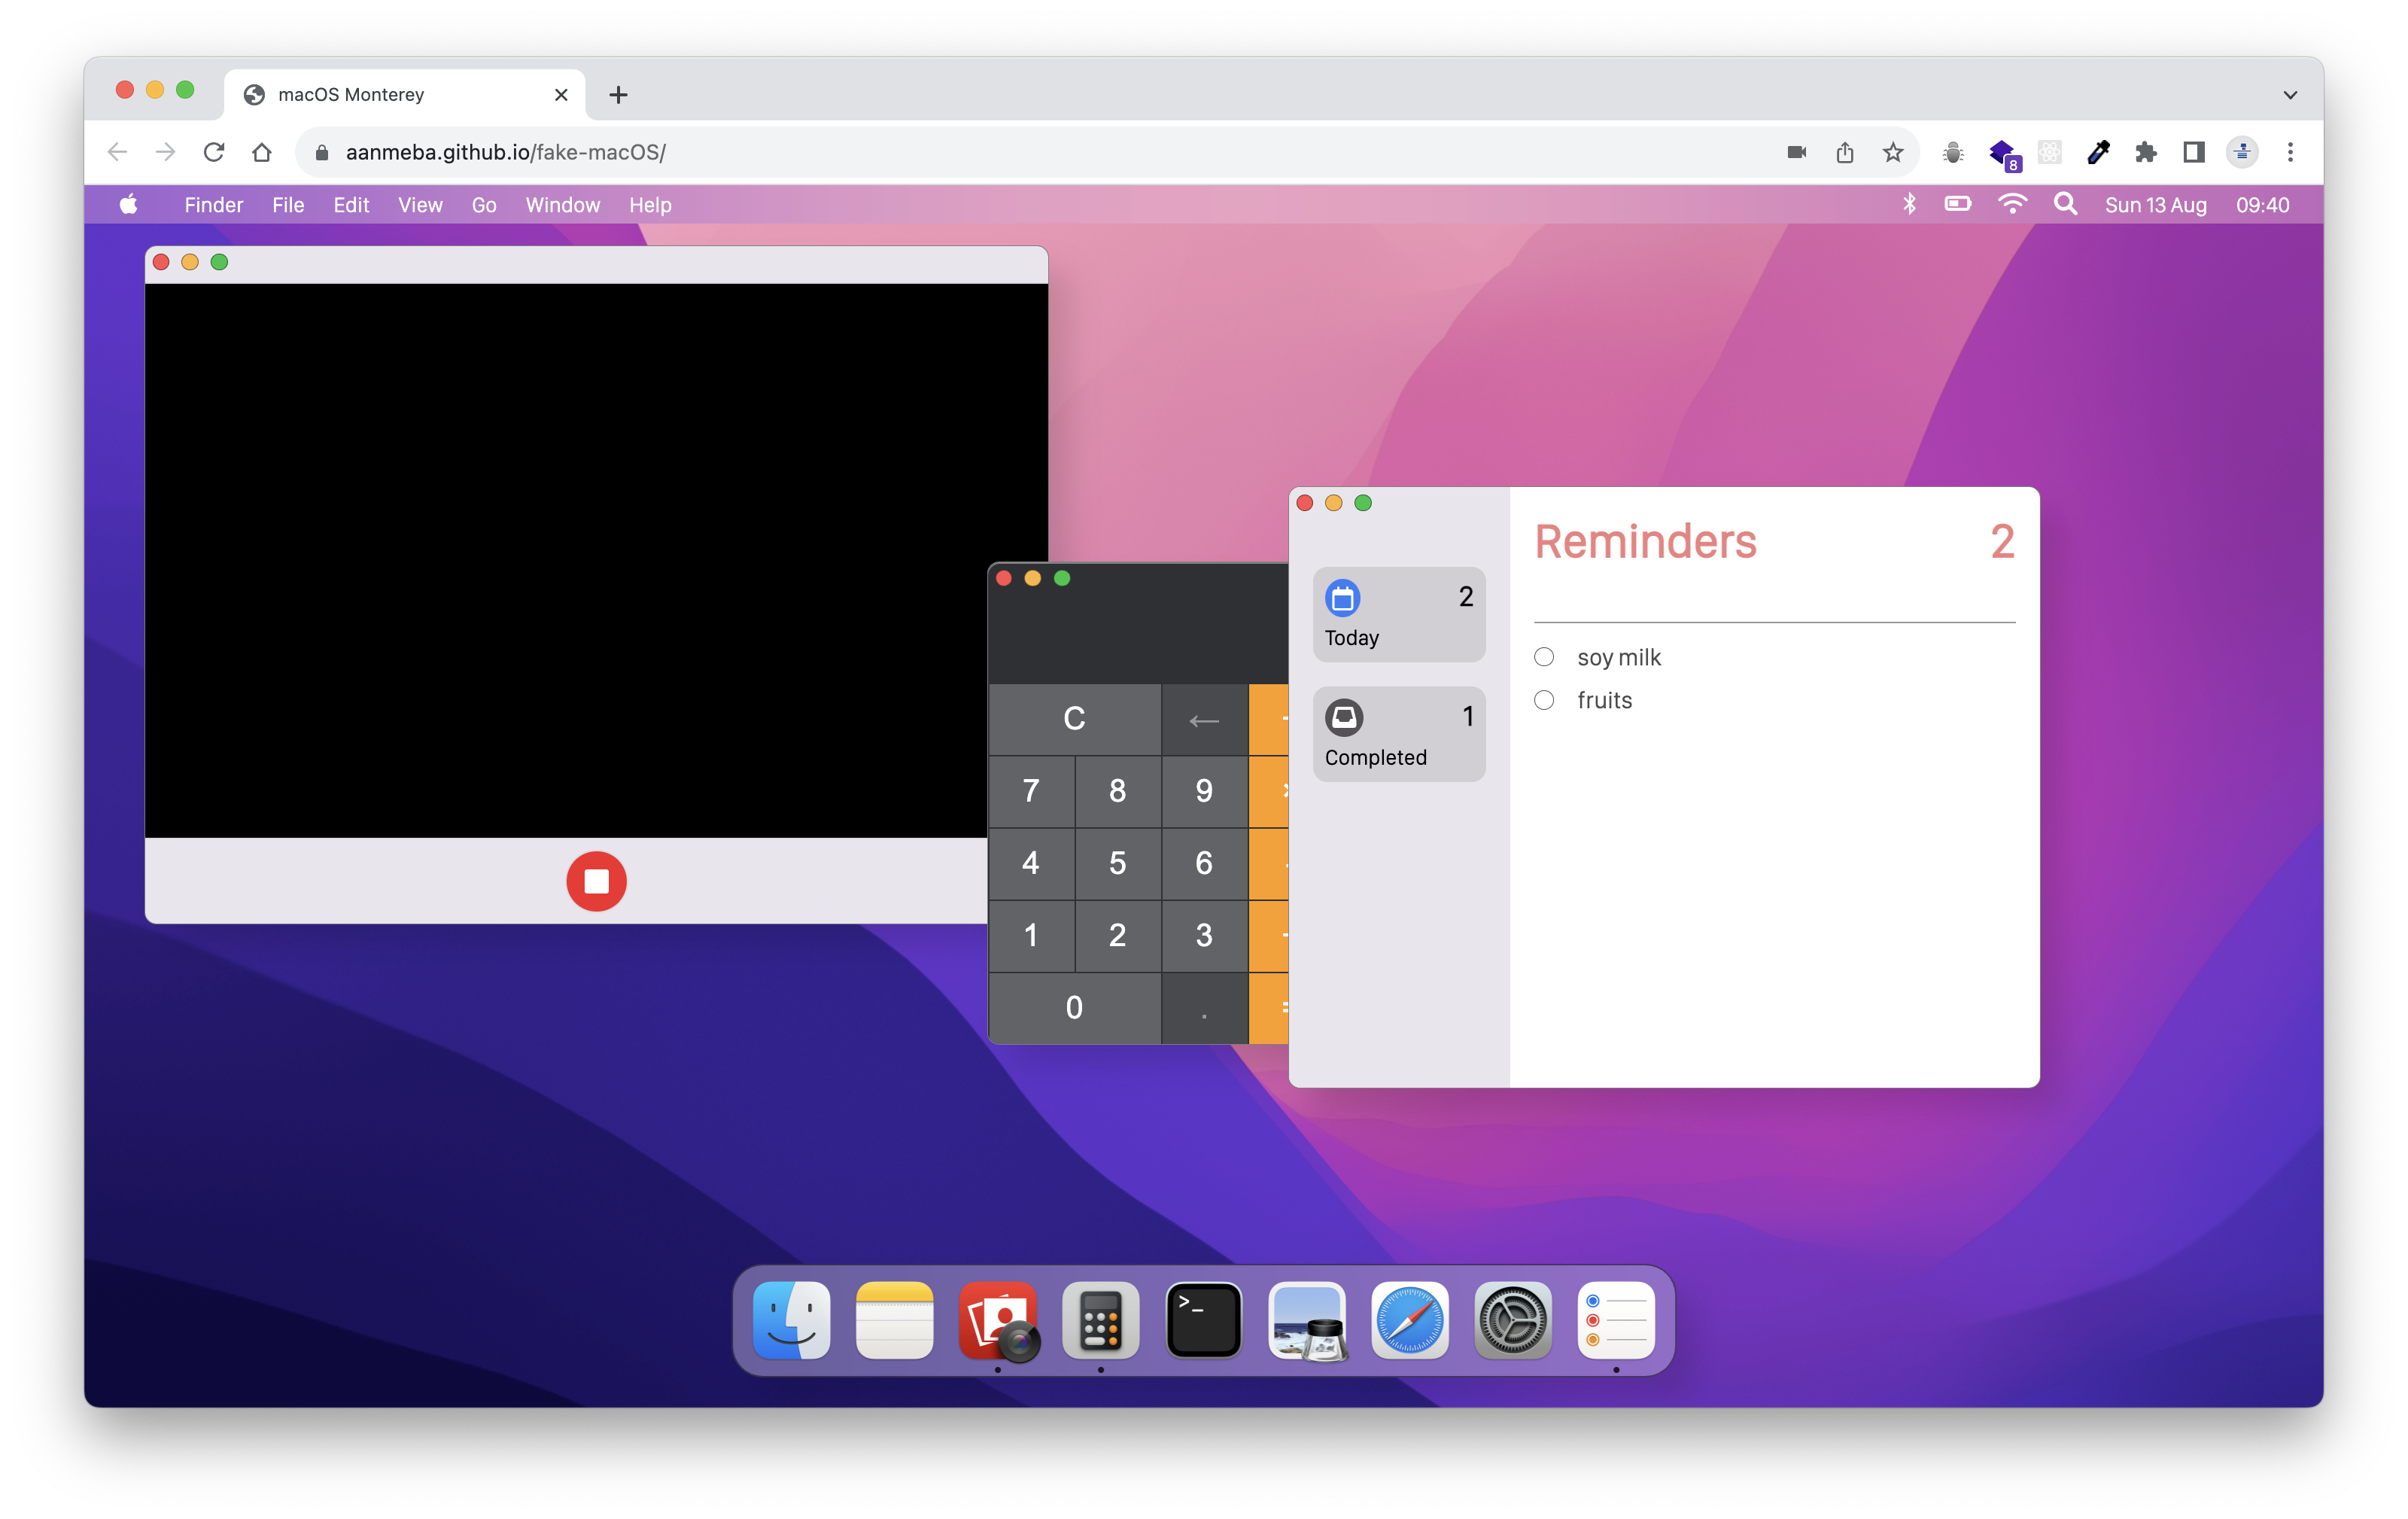 macOS Monterey
aanmeba.github.io/fake-macOS/
8
Finder File Edit View Go Window Help
Sun 13 Aug 09:40
Reminders 2
2
Today
soy milk
fruits
1
Completed
C ←
7 8 9
4 5 6
1 2 3
0 .
>_